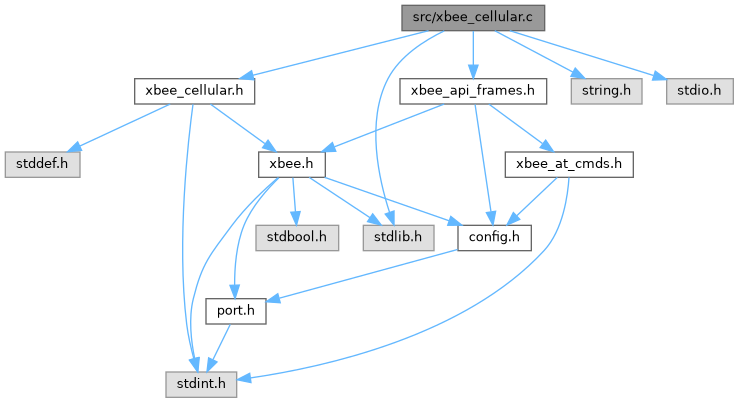 src/xbee_cellular.c
xbee_cellular.h
xbee_api_frames.h
string.h
stdio.h
stddef.h
xbee.h
xbee_at_cmds.h
stdbool.h
stdlib.h
config.h
port.h
stdint.h